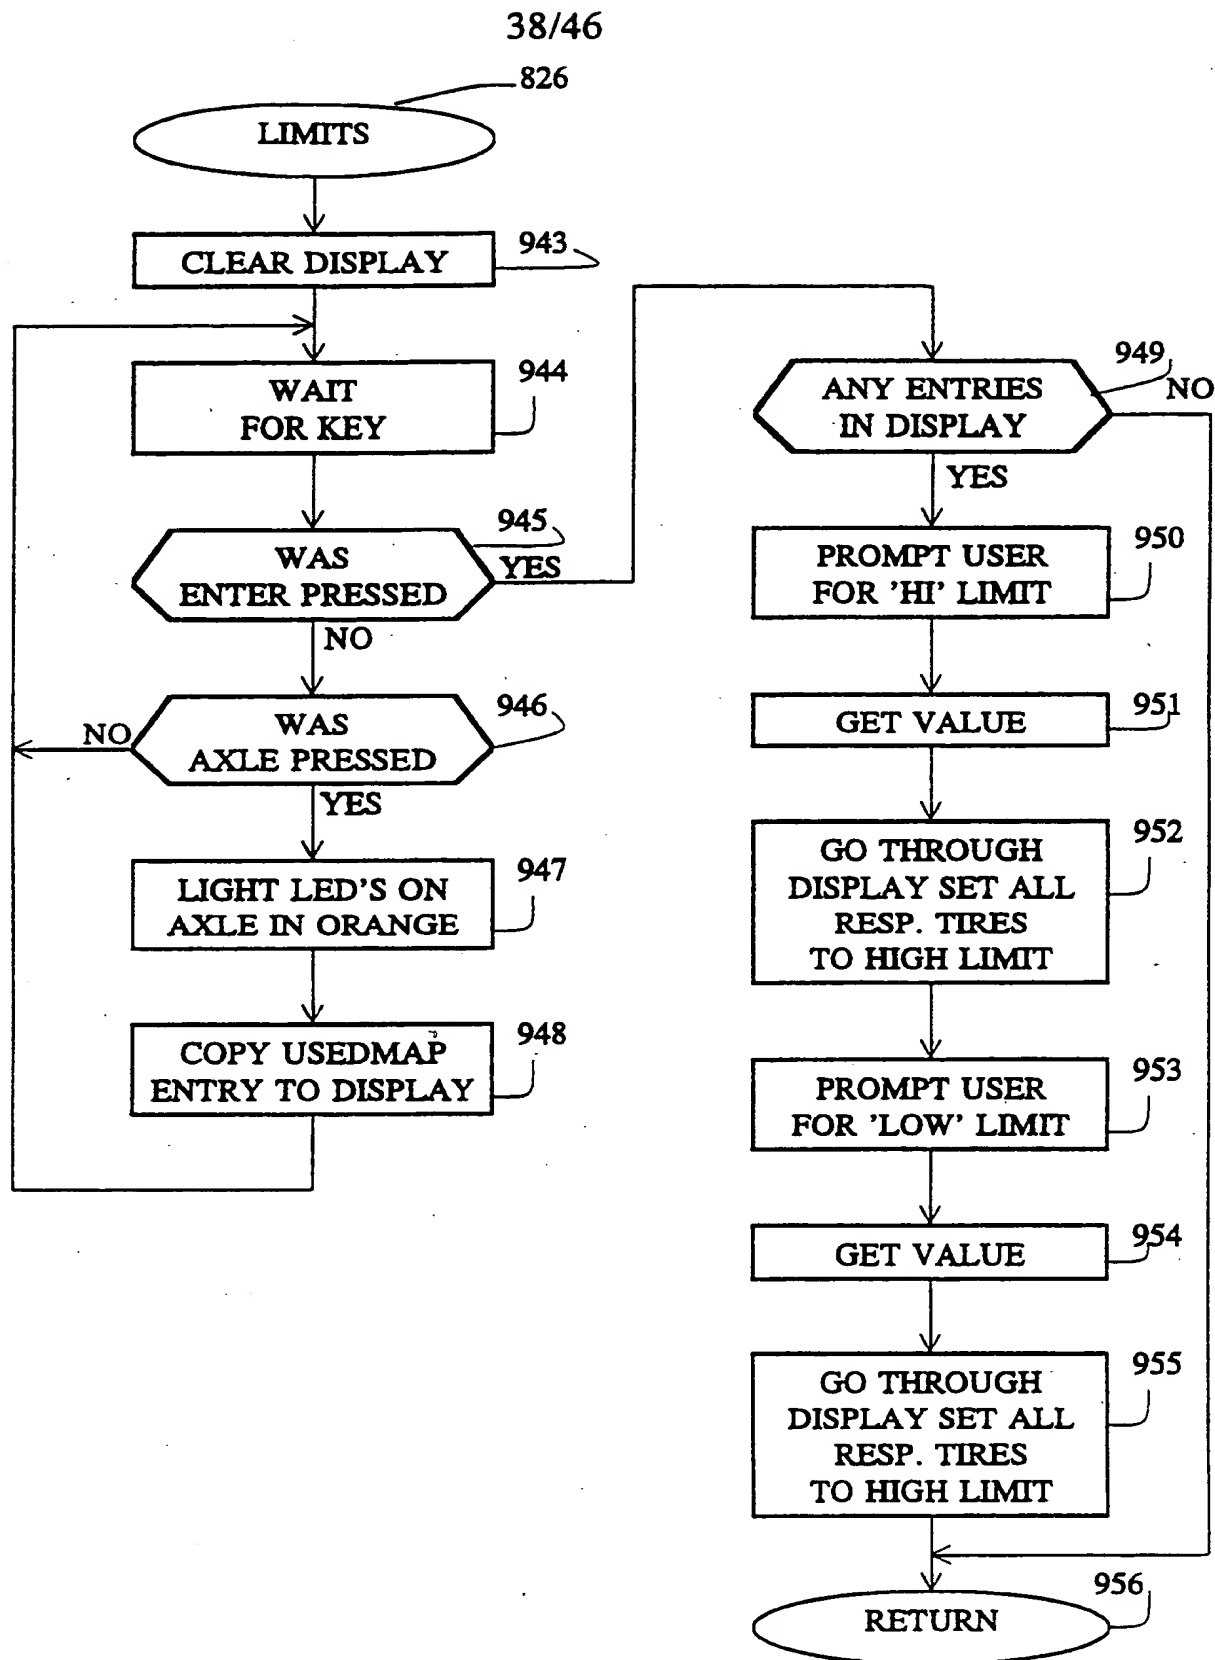 38/46
826
LIMITS
CLEAR DISPLAY
943
WAIT
FOR KEY
944
WAS
ENTER PRESSED
945
YES
NO
WAS
AXLE PRESSED
946
NO
YES
LIGHT LED'S ON
AXLE IN ORANGE
947
COPY USEDMAP
ENTRY TO DISPLAY
948
ANY ENTRIES
IN DISPLAY
949
NO
YES
PROMPT USER
FOR 'HI' LIMIT
950
GET VALUE
951
GO THROUGH
DISPLAY SET ALL
RESP. TIRES
TO HIGH LIMIT
952
PROMPT USER
FOR 'LOW' LIMIT
953
GET VALUE
954
GO THROUGH
DISPLAY SET ALL
RESP. TIRES
TO HIGH LIMIT
955
RETURN
956